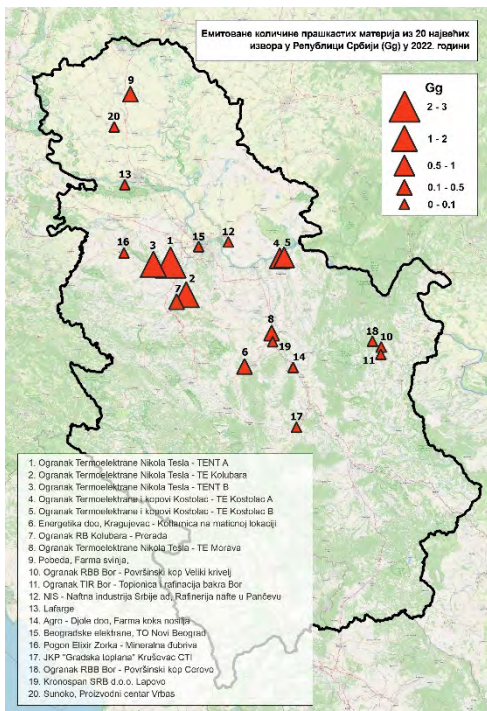 Емитоване количине прашкастих материја из 20 највећих
извора у Републици Србији (Gg) у 2022. години
Gg
2 - 3
1 - 2
0.5 - 1
0.1 - 0.5
0 - 0.1
9
20
13
16
3
1
15
12
4
5
2
7
8
19
6
14
18
10
11
17
1. Ogranak Termoelektrane Nikola Tesla - TENT A
2. Ogranak Termoelektrane Nikola Tesla - TE Kolubara
3. Ogranak Termoelektrane Nikola Tesla - TENT B
4. Ogranak Termoelektrane i kopovi Kostolac - TE Kostolac A
5. Ogranak Termoelektrane i kopovi Kostolac - TE Kostolac B
6. Energetika doo, Kragujevac - Kotlarnica na maticnoj lokaciji
7. Ogranak RB Kolubara - Prerada
8. Ogranak Termoelektrane Nikola Tesla - TE Morava
9. Pobeda, Farma svinja,
10. Ogranak RBB Bor - Površinski kop Veliki krivelj
11. Ogranak TIR Bor - Topionica i rafinacija bakra Bor
12. NIS - Naftna industrija Srbije ad, Rafinerija nafte u Pančevu
13. Lafarge
14. Agro - Djole doo, Farma koka nosilja
15. Beogradske elektrane, TO Novi Beograd
16. Pogon Elixir Zorka - Mineralna đubriva
17. JKP "Gradska toplana" Kruševac CTI
18. Ogranak RBB Bor - Površinski kop Cerovo
19. Kronospan SRB d.o.o. Lapovo
20. Sunoko, Proizvodni centar Vrbas